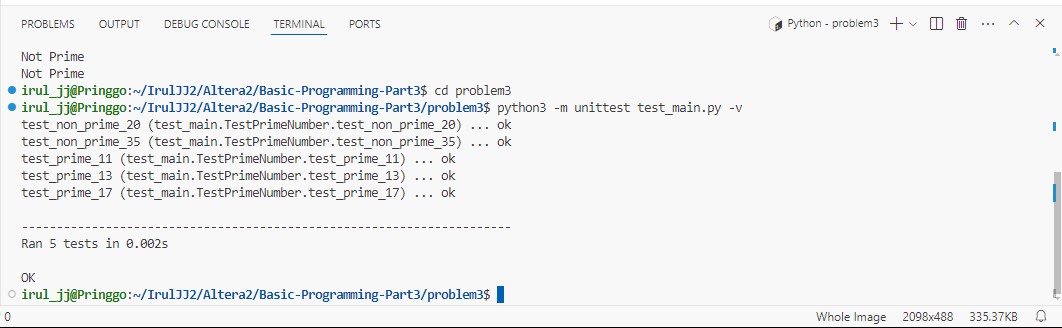 PROBLEMS OUTPUT DEBUG CONSOLE TERMINAL PORTS Python - problem3
Not Prime
Not Prime
irul_jj@Pringgo:~/IrulJJ2/Altera2/Basic-Programming-Part3$ cd problem3
irul_jj@Pringgo:~/IrulJJ2/Altera2/Basic-Programming-Part3/problem3$ python3 -m unittest test_main.py -v
test_non_prime_20 (test_main.TestPrimeNumber.test_non_prime_20) ... ok
test_non_prime_35 (test_main.TestPrimeNumber.test_non_prime_35) ... ok
test_prime_11 (test_main.TestPrimeNumber.test_prime_11) ... ok
test_prime_13 (test_main.TestPrimeNumber.test_prime_13) ... ok
test_prime_17 (test_main.TestPrimeNumber.test_prime_17) ... ok
----------------------------------------------------------------------
Ran 5 tests in 0.002s
OK
irul_jj@Pringgo:~/IrulJJ2/Altera2/Basic-Programming-Part3/problem3$
0 Whole Image 2098x488 335.37KB